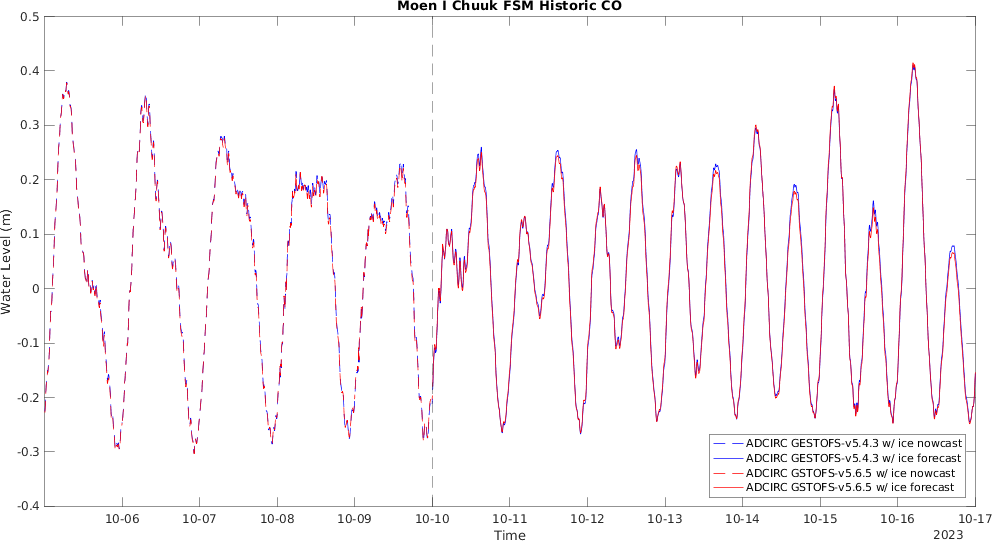 Moen I Chuuk FSM Historic CO
0.5
0.4
0.3
0.2
0.1
0
-0.1
-0.2
-0.3
-0.4
Water Level (m)
ADCIRC GESTOFS-v5.4.3 w/ ice nowcast
ADCIRC GESTOFS-v5.4.3 w/ ice forecast
ADCIRC GSTOFS-v5.6.5 w/ ice nowcast
ADCIRC GSTOFS-v5.6.5 w/ ice forecast
10-06 10-07 10-08 10-09 10-10 10-11 10-12 10-13 10-14 10-15 10-16 10-17
Time
2023